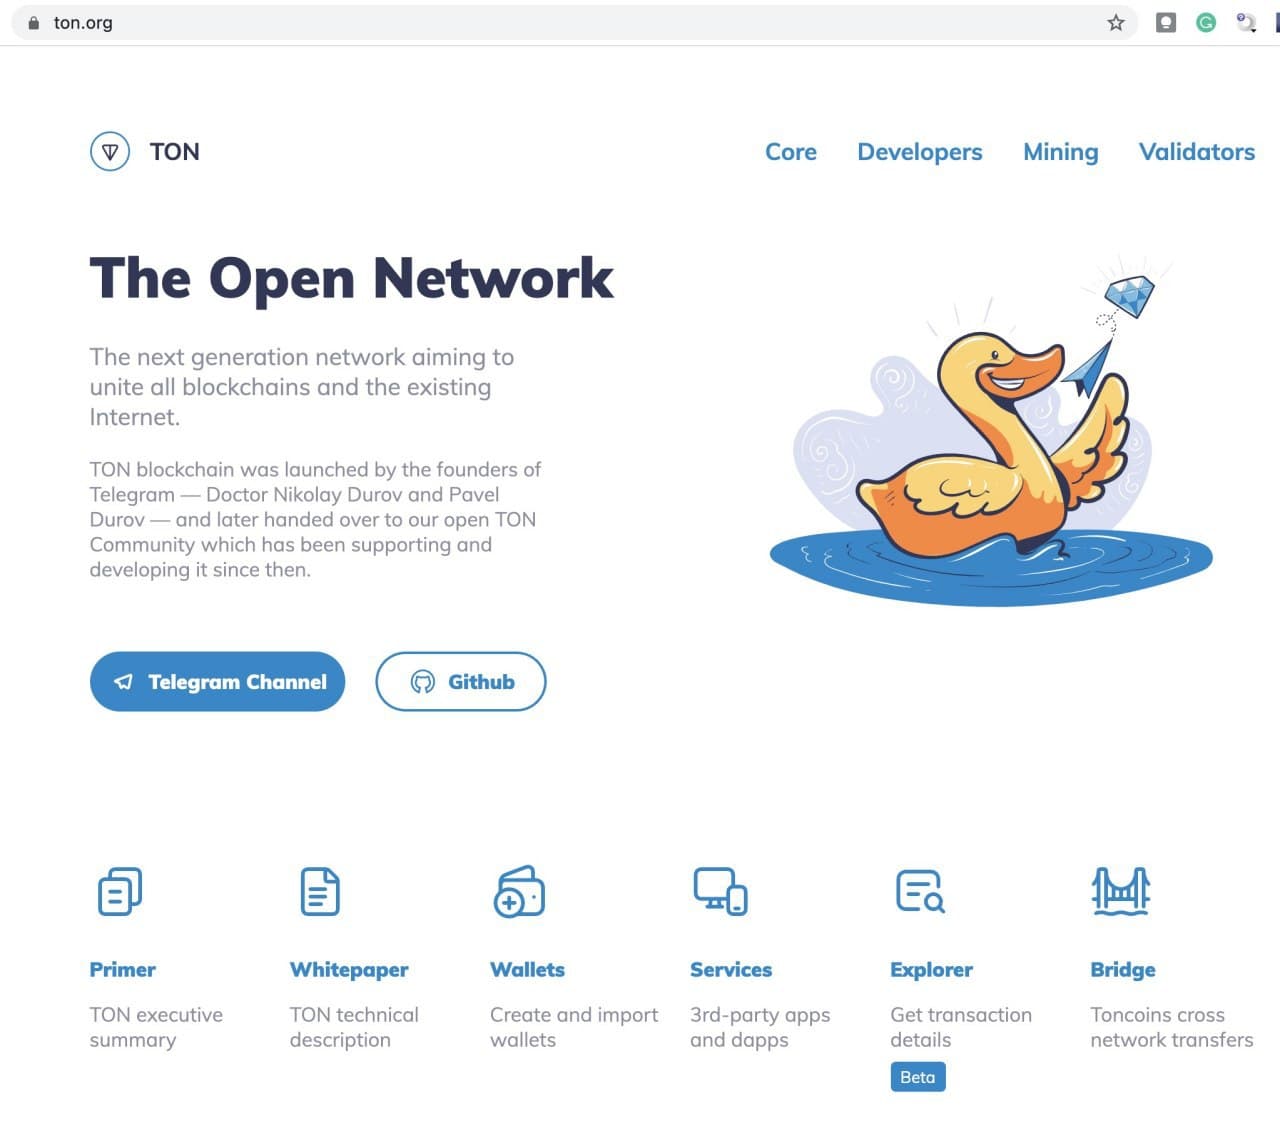 ton.org
TON
Core
Developers
Mining
Validators
The Open Network
The next generation network aiming to
unite all blockchains and the existing
Internet.
TON blockchain was launched by the founders of
Telegram — Doctor Nikolay Durov and Pavel
Durov — and later handed over to our open TON
Community which has been supporting and
developing it since then.
Telegram Channel
Github
Primer
TON executive
summary
Whitepaper
TON technical
description
Wallets
Create and import
wallets
Services
3rd-party apps
and dapps
Explorer
Get transaction
details
Beta
Bridge
Toncoins cross
network transfers